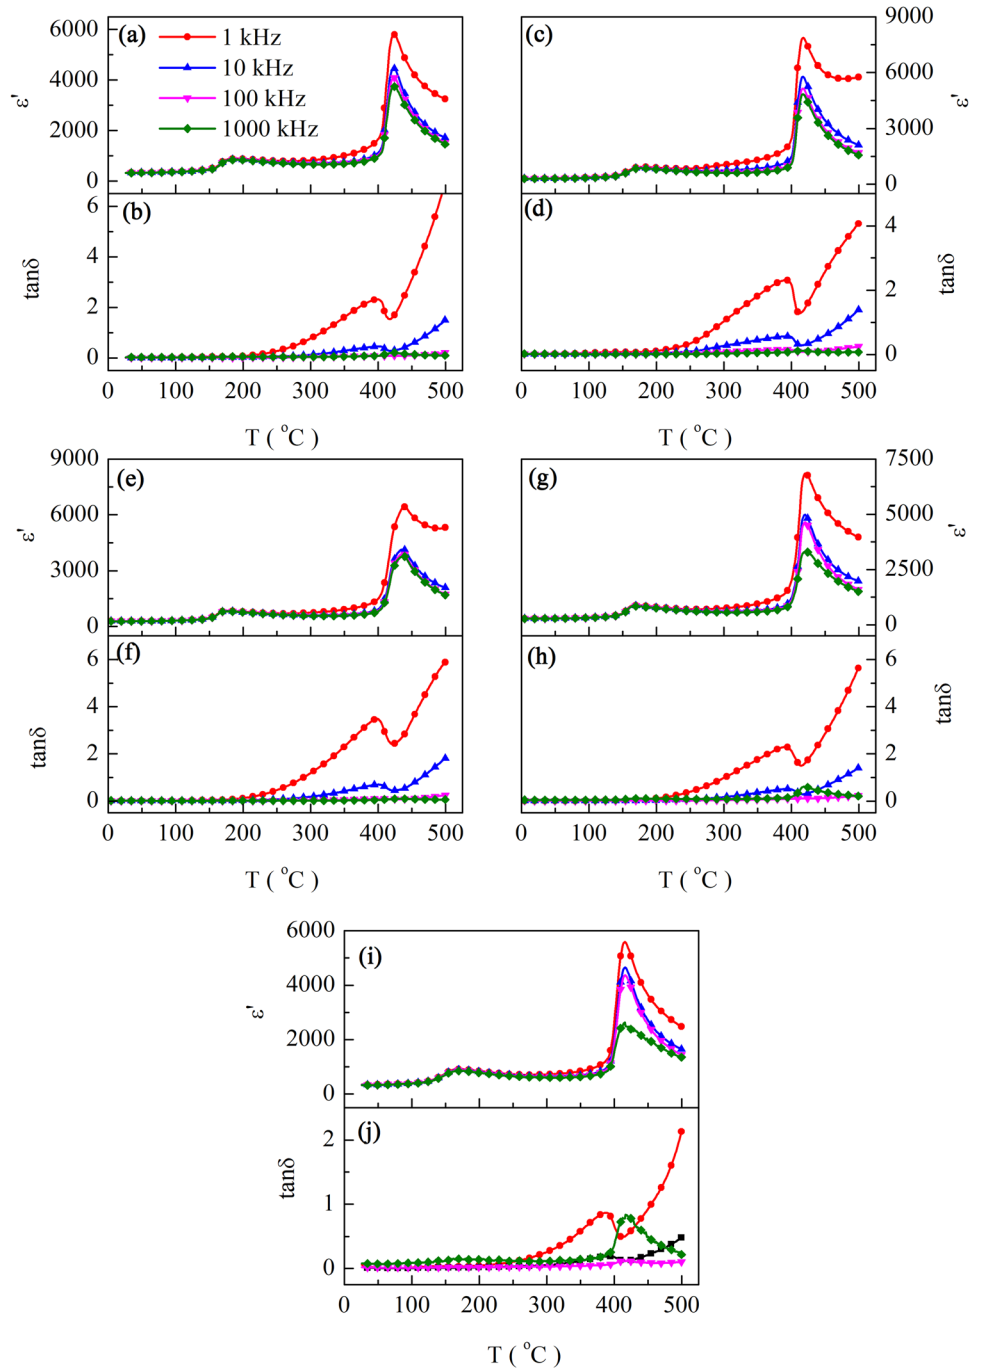 (a)
1 kHz
10 kHz
100 kHz
1000 kHz
6000
4000
2000
0
ε'
(b)
6
4
2
0
tanδ
0 100 200 300 400 500
T ( °C )
(c)
9000
6000
3000
0
ε'
(d)
4
2
0
tanδ
0 100 200 300 400 500
T ( °C )
(e)
9000
6000
3000
0
ε'
(f)
6
4
2
0
tanδ
0 100 200 300 400 500
T ( °C )
(g)
7500
5000
2500
0
ε'
(h)
6
4
2
0
tanδ
0 100 200 300 400 500
T ( °C )
(i)
6000
4000
2000
0
ε'
(j)
2
1
0
tanδ
0 100 200 300 400 500
T ( °C )